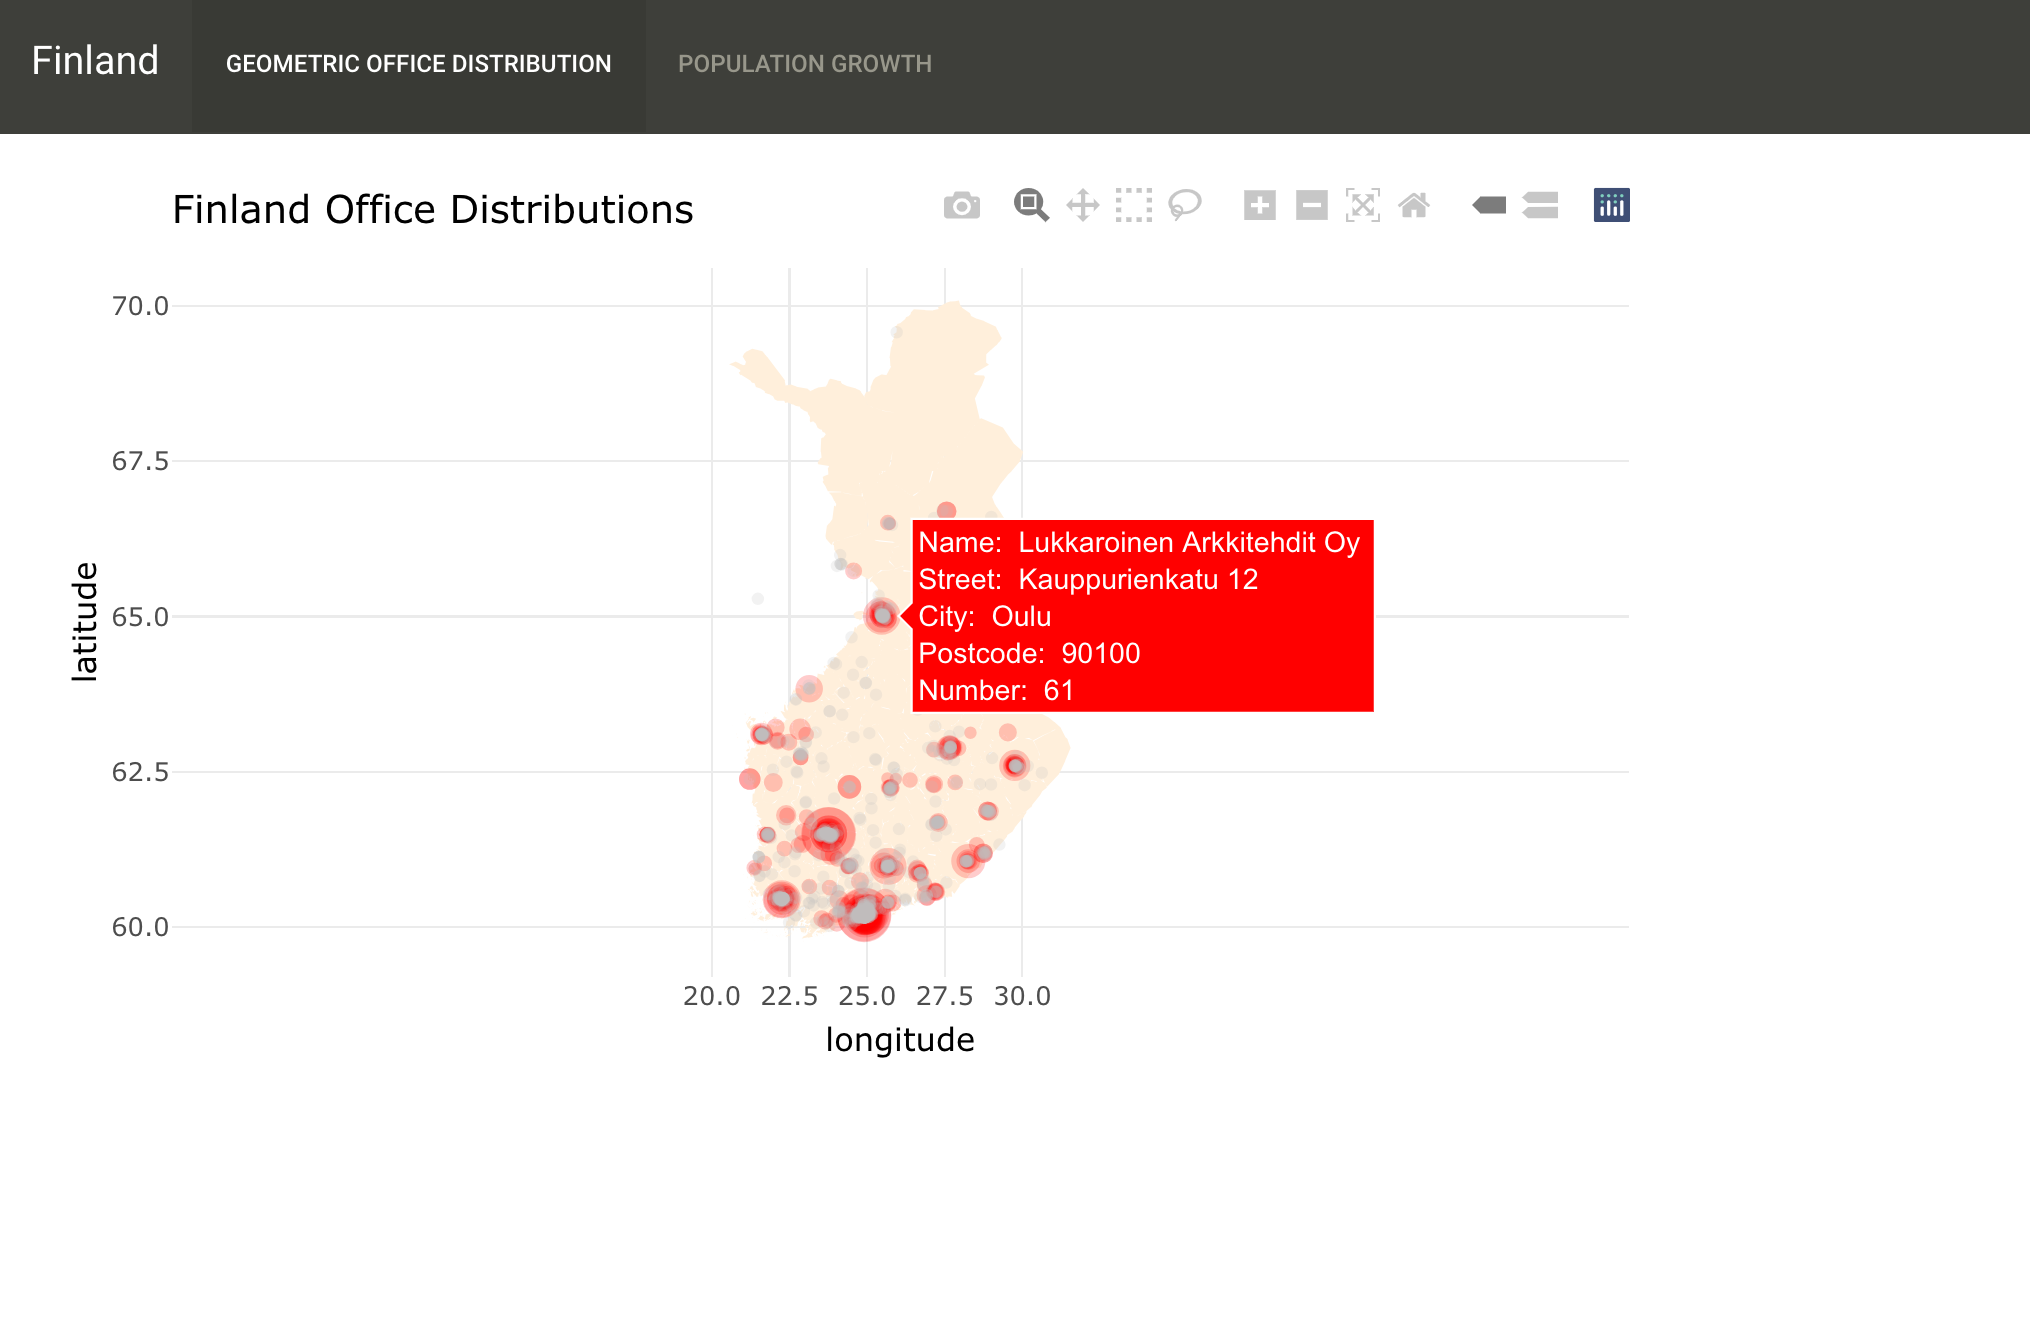 Finland
GEOMETRIC OFFICE DISTRIBUTION
POPULATION GROWTH
Finland Office Distributions
70.0
67.5
65.0
62.5
60.0
latitude
Name: Lukkaroinen Arkkitehdit Oy
Street: Kauppurienkatu 12
City: Oulu
Postcode: 90100
Number: 61
20.0 22.5 25.0 27.5 30.0
longitude